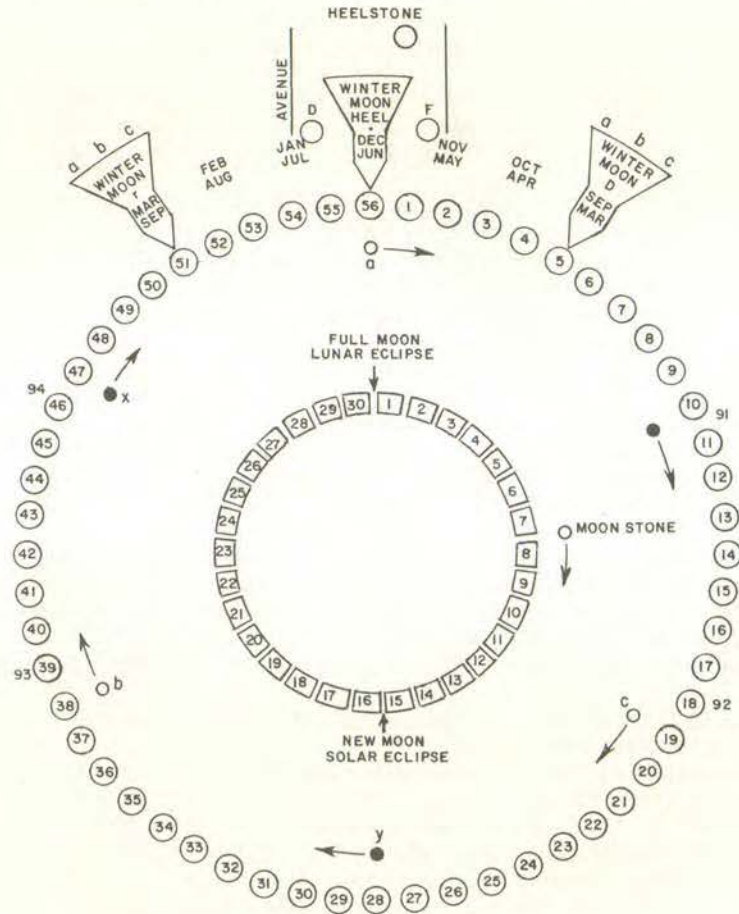 HEELSTONE
AVENUE
D
WINTER
MOON
HEEL
F
DEC
JUN
JAN
JUL
NOV
MAY
a b c
WINTER
MOON
r
MAR
SEP
FEB
AUG
OCT
APR
a b c
WINTER
MOON
D
SEP
MAR
51 52 53 54 55 56 1 2 3 4 5
a
50 6
49 7
48 8
47 9
94 46 10 91
x
45 11
44 12
43 13
42 14
41 15
40 16
93 39 17
38 18 92
b
c
37 19
36 20
35 21
34 22
33 23
32 24
31 25
30 29 28 27 26
y
FULL MOON
LUNAR ECLIPSE
30 1
29 2
28 3
27 4
26 5
25 6
24 7
MOON STONE
23 8
22 9
21 10
20 11
19 12
18 13
17 14
16 15
NEW MOON
SOLAR ECLIPSE